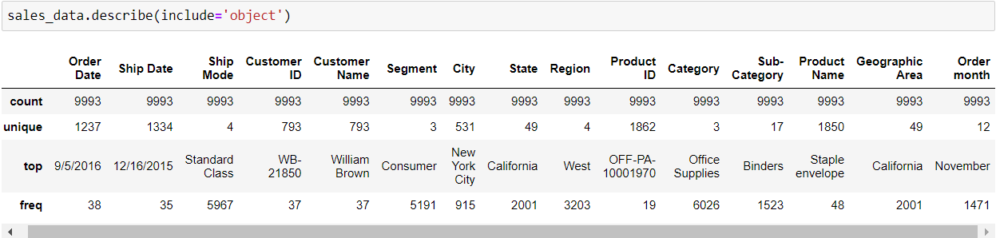 sales_data.describe(include='object')
Order Date Ship Date Ship Mode Customer ID Customer Name Segment City State Region Product ID Category Sub-Category Product Name Geographic Area Order month
count 9993 9993 9993 9993 9993 9993 9993 9993 9993 9993 9993 9993 9993 9993 9993
unique 1237 1334 4 793 793 3 531 49 4 1862 3 17 1850 49 12
top 9/5/2016 12/16/2015 Standard Class WB-21850 William Brown Consumer New York City California West OFF-PA-10001970 Office Supplies Binders Staple envelope California November
freq 38 35 5967 37 37 5191 915 2001 3203 19 6026 1523 48 2001 1471